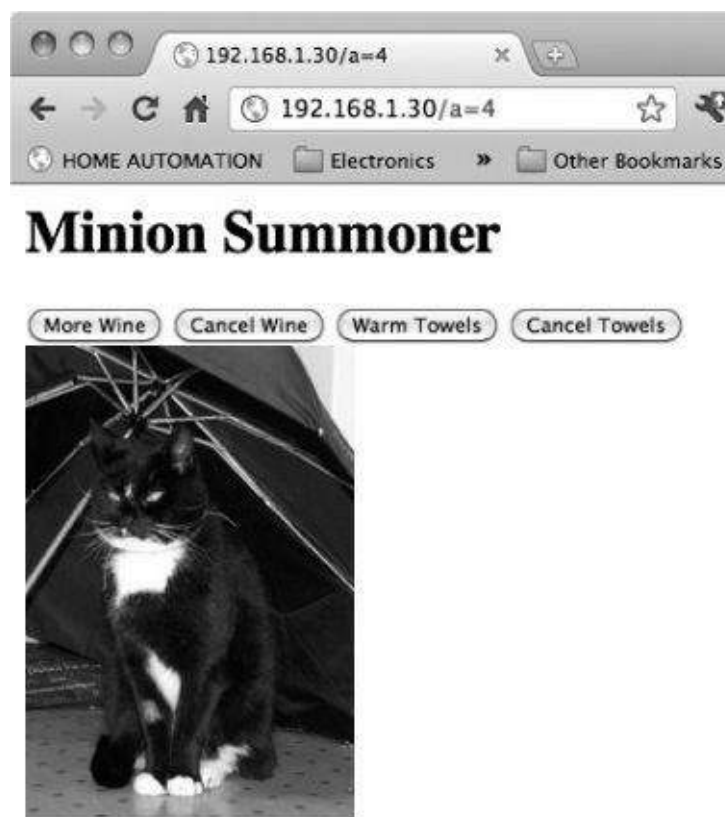 192.168.1.30/a=4
192.168.1.30/a=4
HOME AUTOMATION Electronics » Other Bookmarks
Minion Summoner
More Wine Cancel Wine Warm Towels Cancel Towels